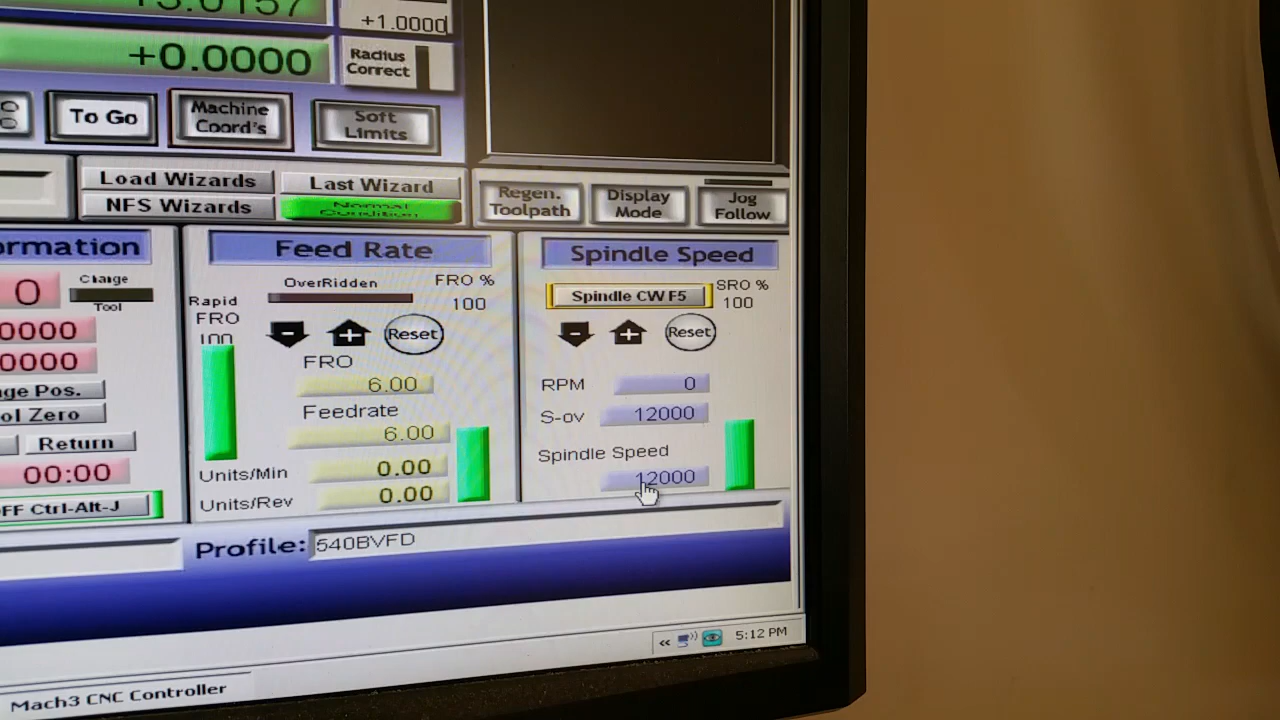 +1.0000
+0.0000
Radius
Correct
To Go
Machine
Coord's
Soft
Limits
Load Wizards
Last Wizard
NFS Wizards
Normal
Condition
Regen.
Toolpath
Display
Mode
Jog
Follow
ormation
0
Change
Tool
0000
0000
ge Pos.
ol Zero
Return
00:00
FF Ctrl-Alt-J
Feed Rate
OverRidden
FRO %
100
Rapid
FRO
100
Reset
FRO
6.00
Feedrate
6.00
Units/Min
0.00
Units/Rev
0.00
Spindle Speed
Spindle CW F5
SRO %
100
Reset
RPM
0
S-ov
12000
Spindle Speed
12000
Profile:
540BVFD
5:12 PM
Mach3 CNC Controller